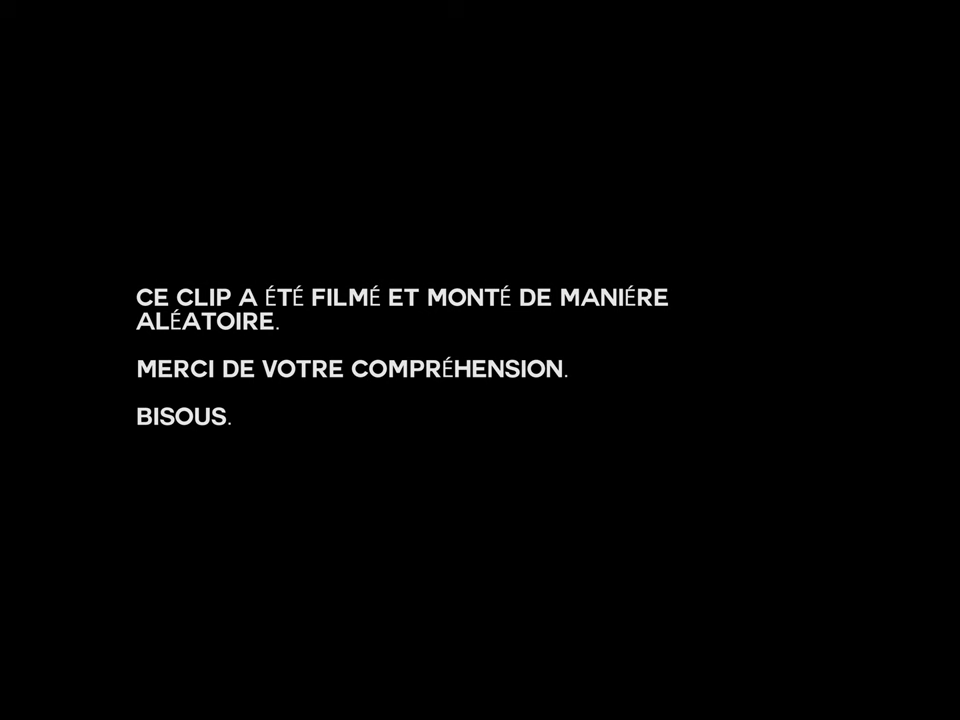 CE CLIP A ÉTÉ FILMÉ ET MONTÉ DE MANIÉRE
ALÉATOIRE.
MERCI DE VOTRE COMPRÉHENSION.
BISOUS.